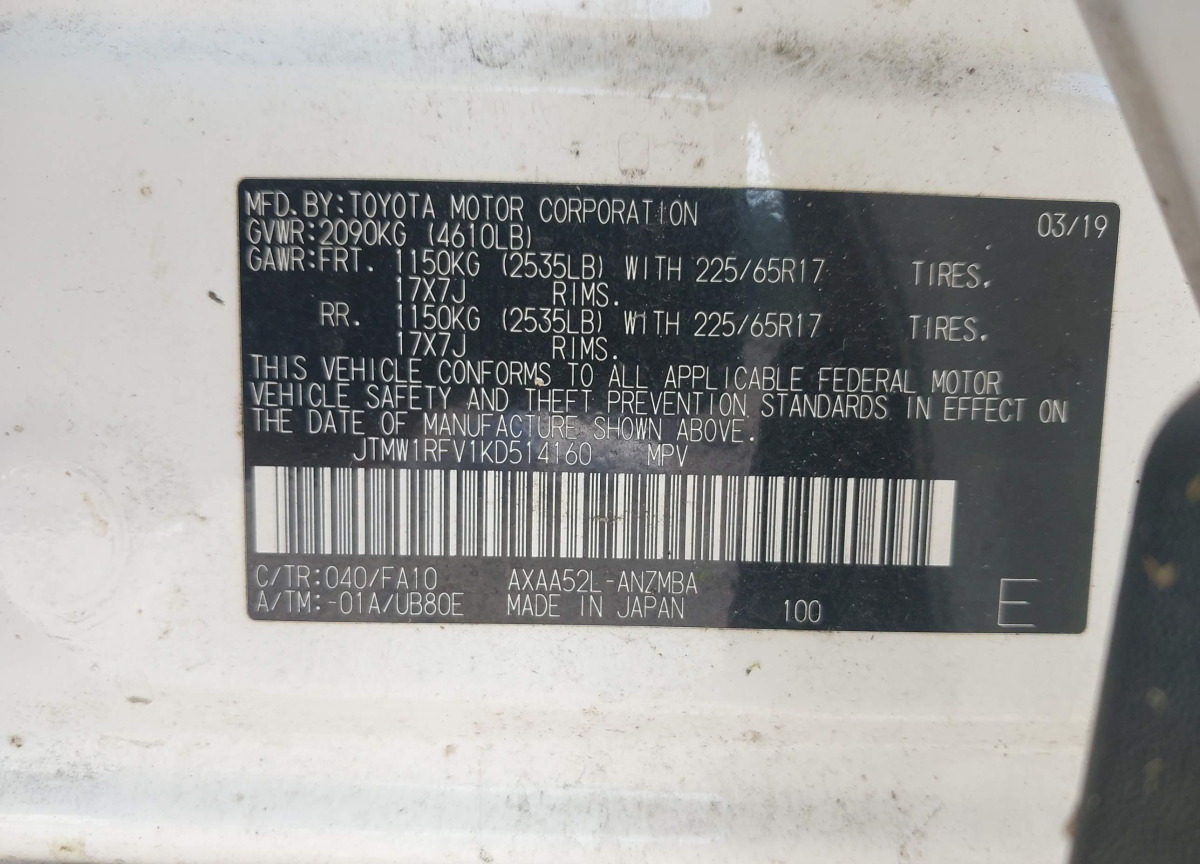 MFD.BY:TOYOTA MOTOR CORPORATION 03/19
GVWR:2090KG (4610LB)
GAWR:FRT. 1150KG (2535LB) WITH 225/65R17 TIRES.
17X7J RIMS.
RR. 1150KG (2535LB) WITH 225/65R17 TIRES.
17X7J RIMS.
THIS VEHICLE CONFORMS TO ALL APPLICABLE FEDERAL MOTOR
VEHICLE SAFETY AND THEFT PREVENTION STANDARDS IN EFFECT ON
THE DATE OF MANUFACTURE SHOWN ABOVE.
JTMW1RFV1KD514160 MPV
C/TR:040/FA10 AXAA52L-ANZMBA
A/TM:-01A/UB80E MADE IN JAPAN 100 E